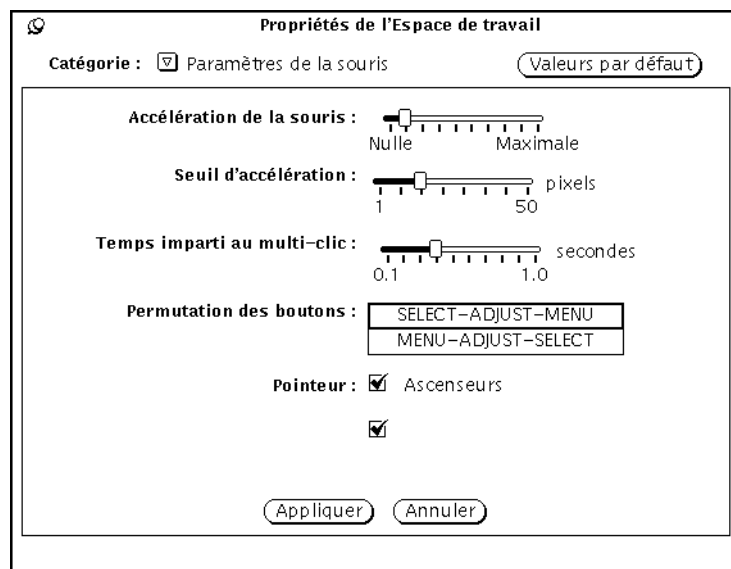 Propriétés de l'Espace de travail
Catégorie : Paramètres de la souris Valeurs par défaut
Accélération de la souris :
Nulle Maximale
Seuil d'accélération : pixels
1 50
Temps imparti au multi-clic : secondes
0.1 1.0
Permutation des boutons : SELECT-ADJUST-MENU
MENU-ADJUST-SELECT
Pointeur : Ascenseurs
Appliquer Annuler